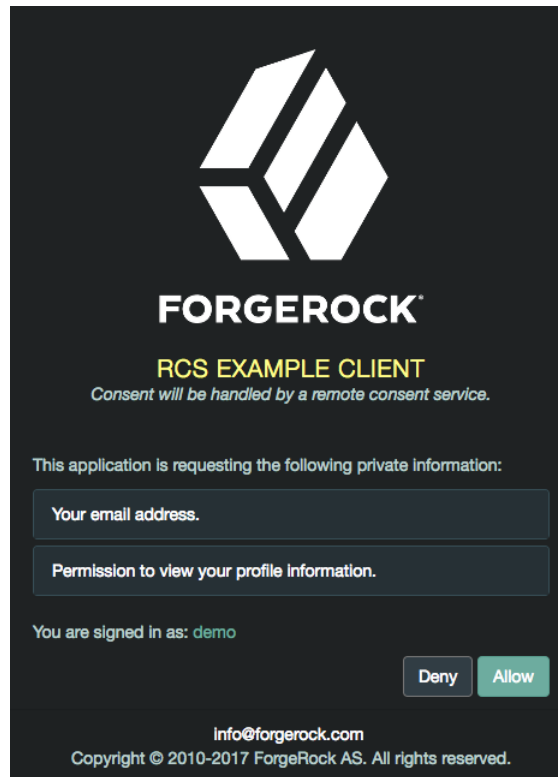 FORGEROCK
RCS EXAMPLE CLIENT
Consent will be handled by a remote consent service.
This application is requesting the following private information:
Your email address.
Permission to view your profile information.
You are signed in as: demo
Deny Allow
info@forgerock.com
Copyright © 2010-2017 ForgeRock AS. All rights reserved.